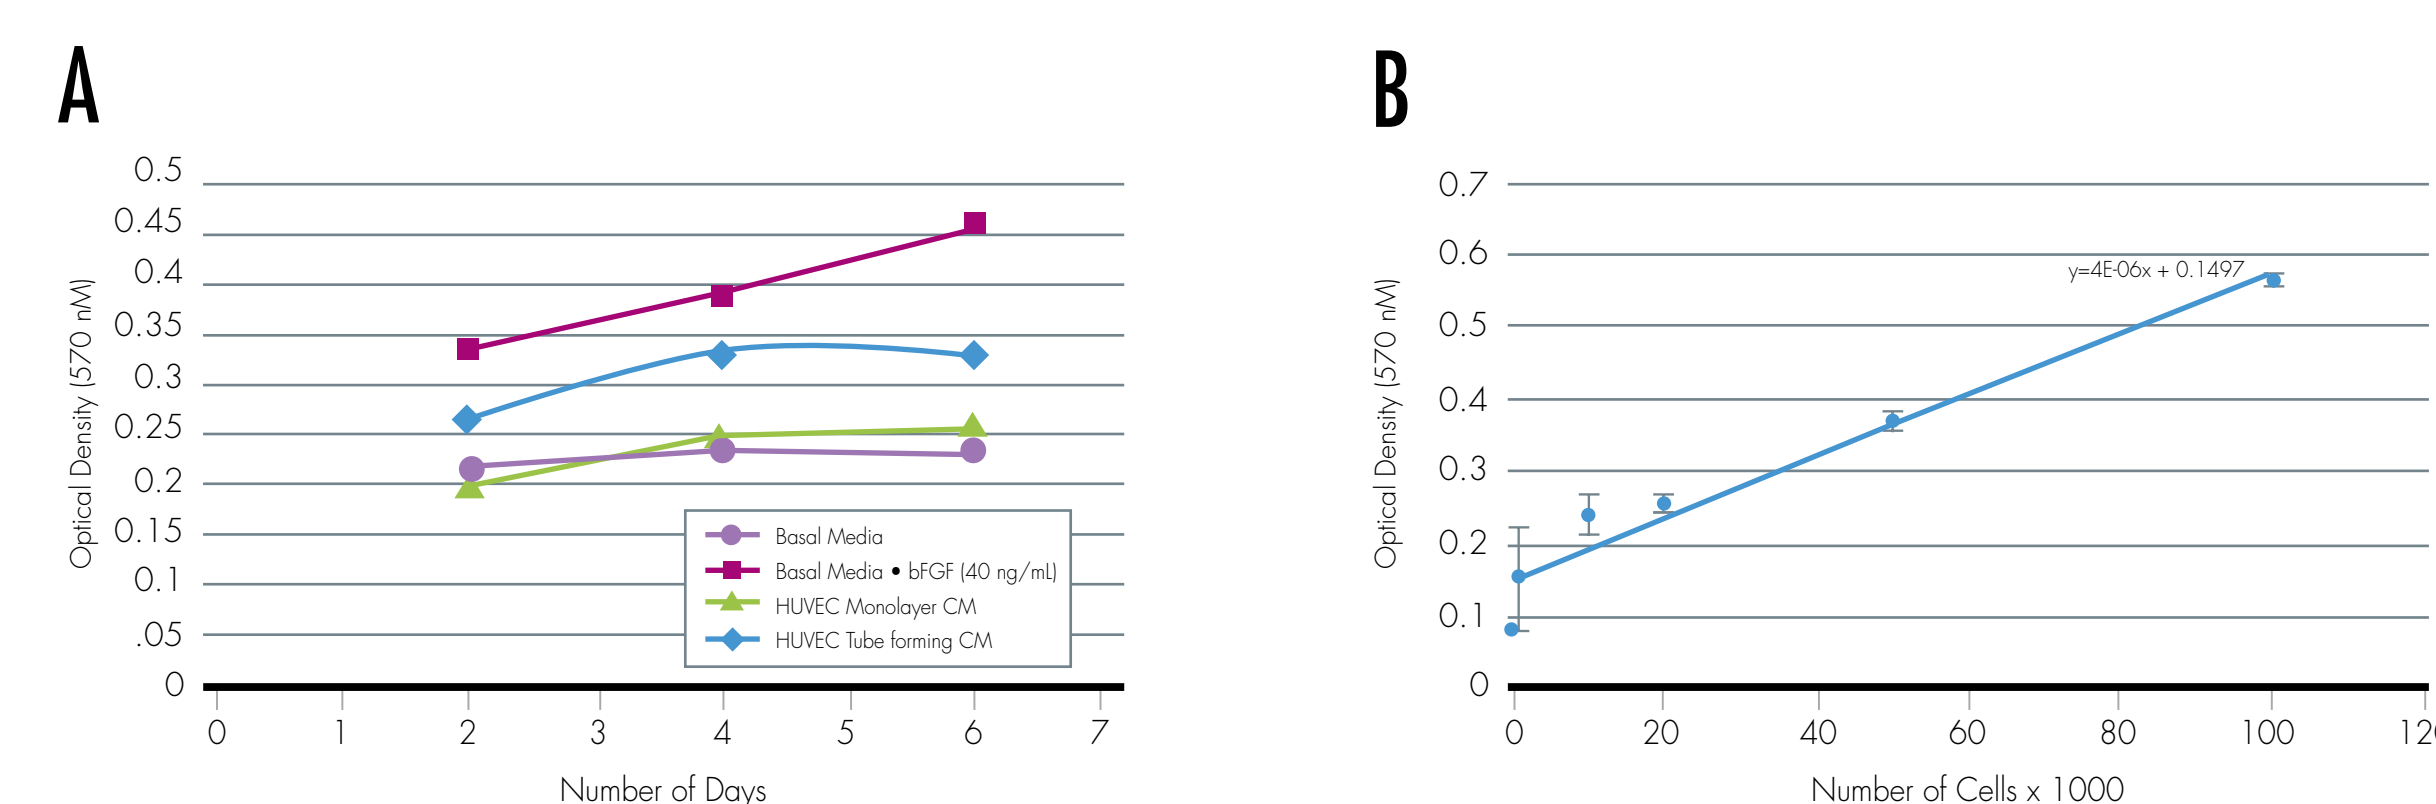 A
0.5
0.45
0.4
0.35
0.3
0.25
0.2
0.15
0.1
.05
0
Optical Density (570 nM)
Basal Media
Basal Media • bFGF (40 ng/mL)
HUVEC Monolayer CM
HUVEC Tube forming CM
0 1 2 3 4 5 6 7
Number of Days
B
0.7
0.6
0.5
0.4
0.3
0.2
0.1
0
Optical Density (570 nM)
y=4E-06x + 0.1497
0 20 40 60 80 100
Number of Cells x 1000